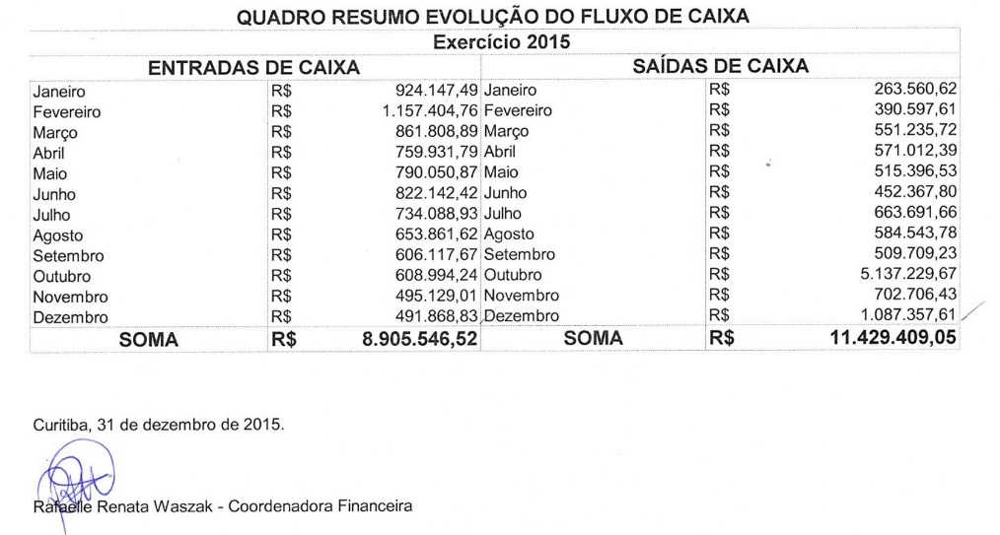 QUADRO RESUMO EVOLUÇÃO DO FLUXO DE CAIXA
Exercício 2015
ENTRADAS DE CAIXA SAÍDAS DE CAIXA
Janeiro R$ 924.147,49 Janeiro R$ 263.560,62
Fevereiro R$ 1.157.404,76 Fevereiro R$ 390.597,61
Março R$ 861.808,89 Março R$ 551.235,72
Abril R$ 759.931,79 Abril R$ 571.012,39
Maio R$ 790.050,87 Maio R$ 515.396,53
Junho R$ 822.142,42 Junho R$ 452.367,80
Julho R$ 734.088,93 Julho R$ 663.691,66
Agosto R$ 653.861,62 Agosto R$ 584.543,78
Setembro R$ 606.117,67 Setembro R$ 509.709,23
Outubro R$ 608.994,24 Outubro R$ 5.137.229,67
Novembro R$ 495.129,01 Novembro R$ 702.706,43
Dezembro R$ 491.868,83 Dezembro R$ 1.087.357,61
SOMA R$ 8.905.546,52 SOMA R$ 11.429.409,05
Curitiba, 31 de dezembro de 2015.
Rafaelle Renata Waszak - Coordenadora Financeira